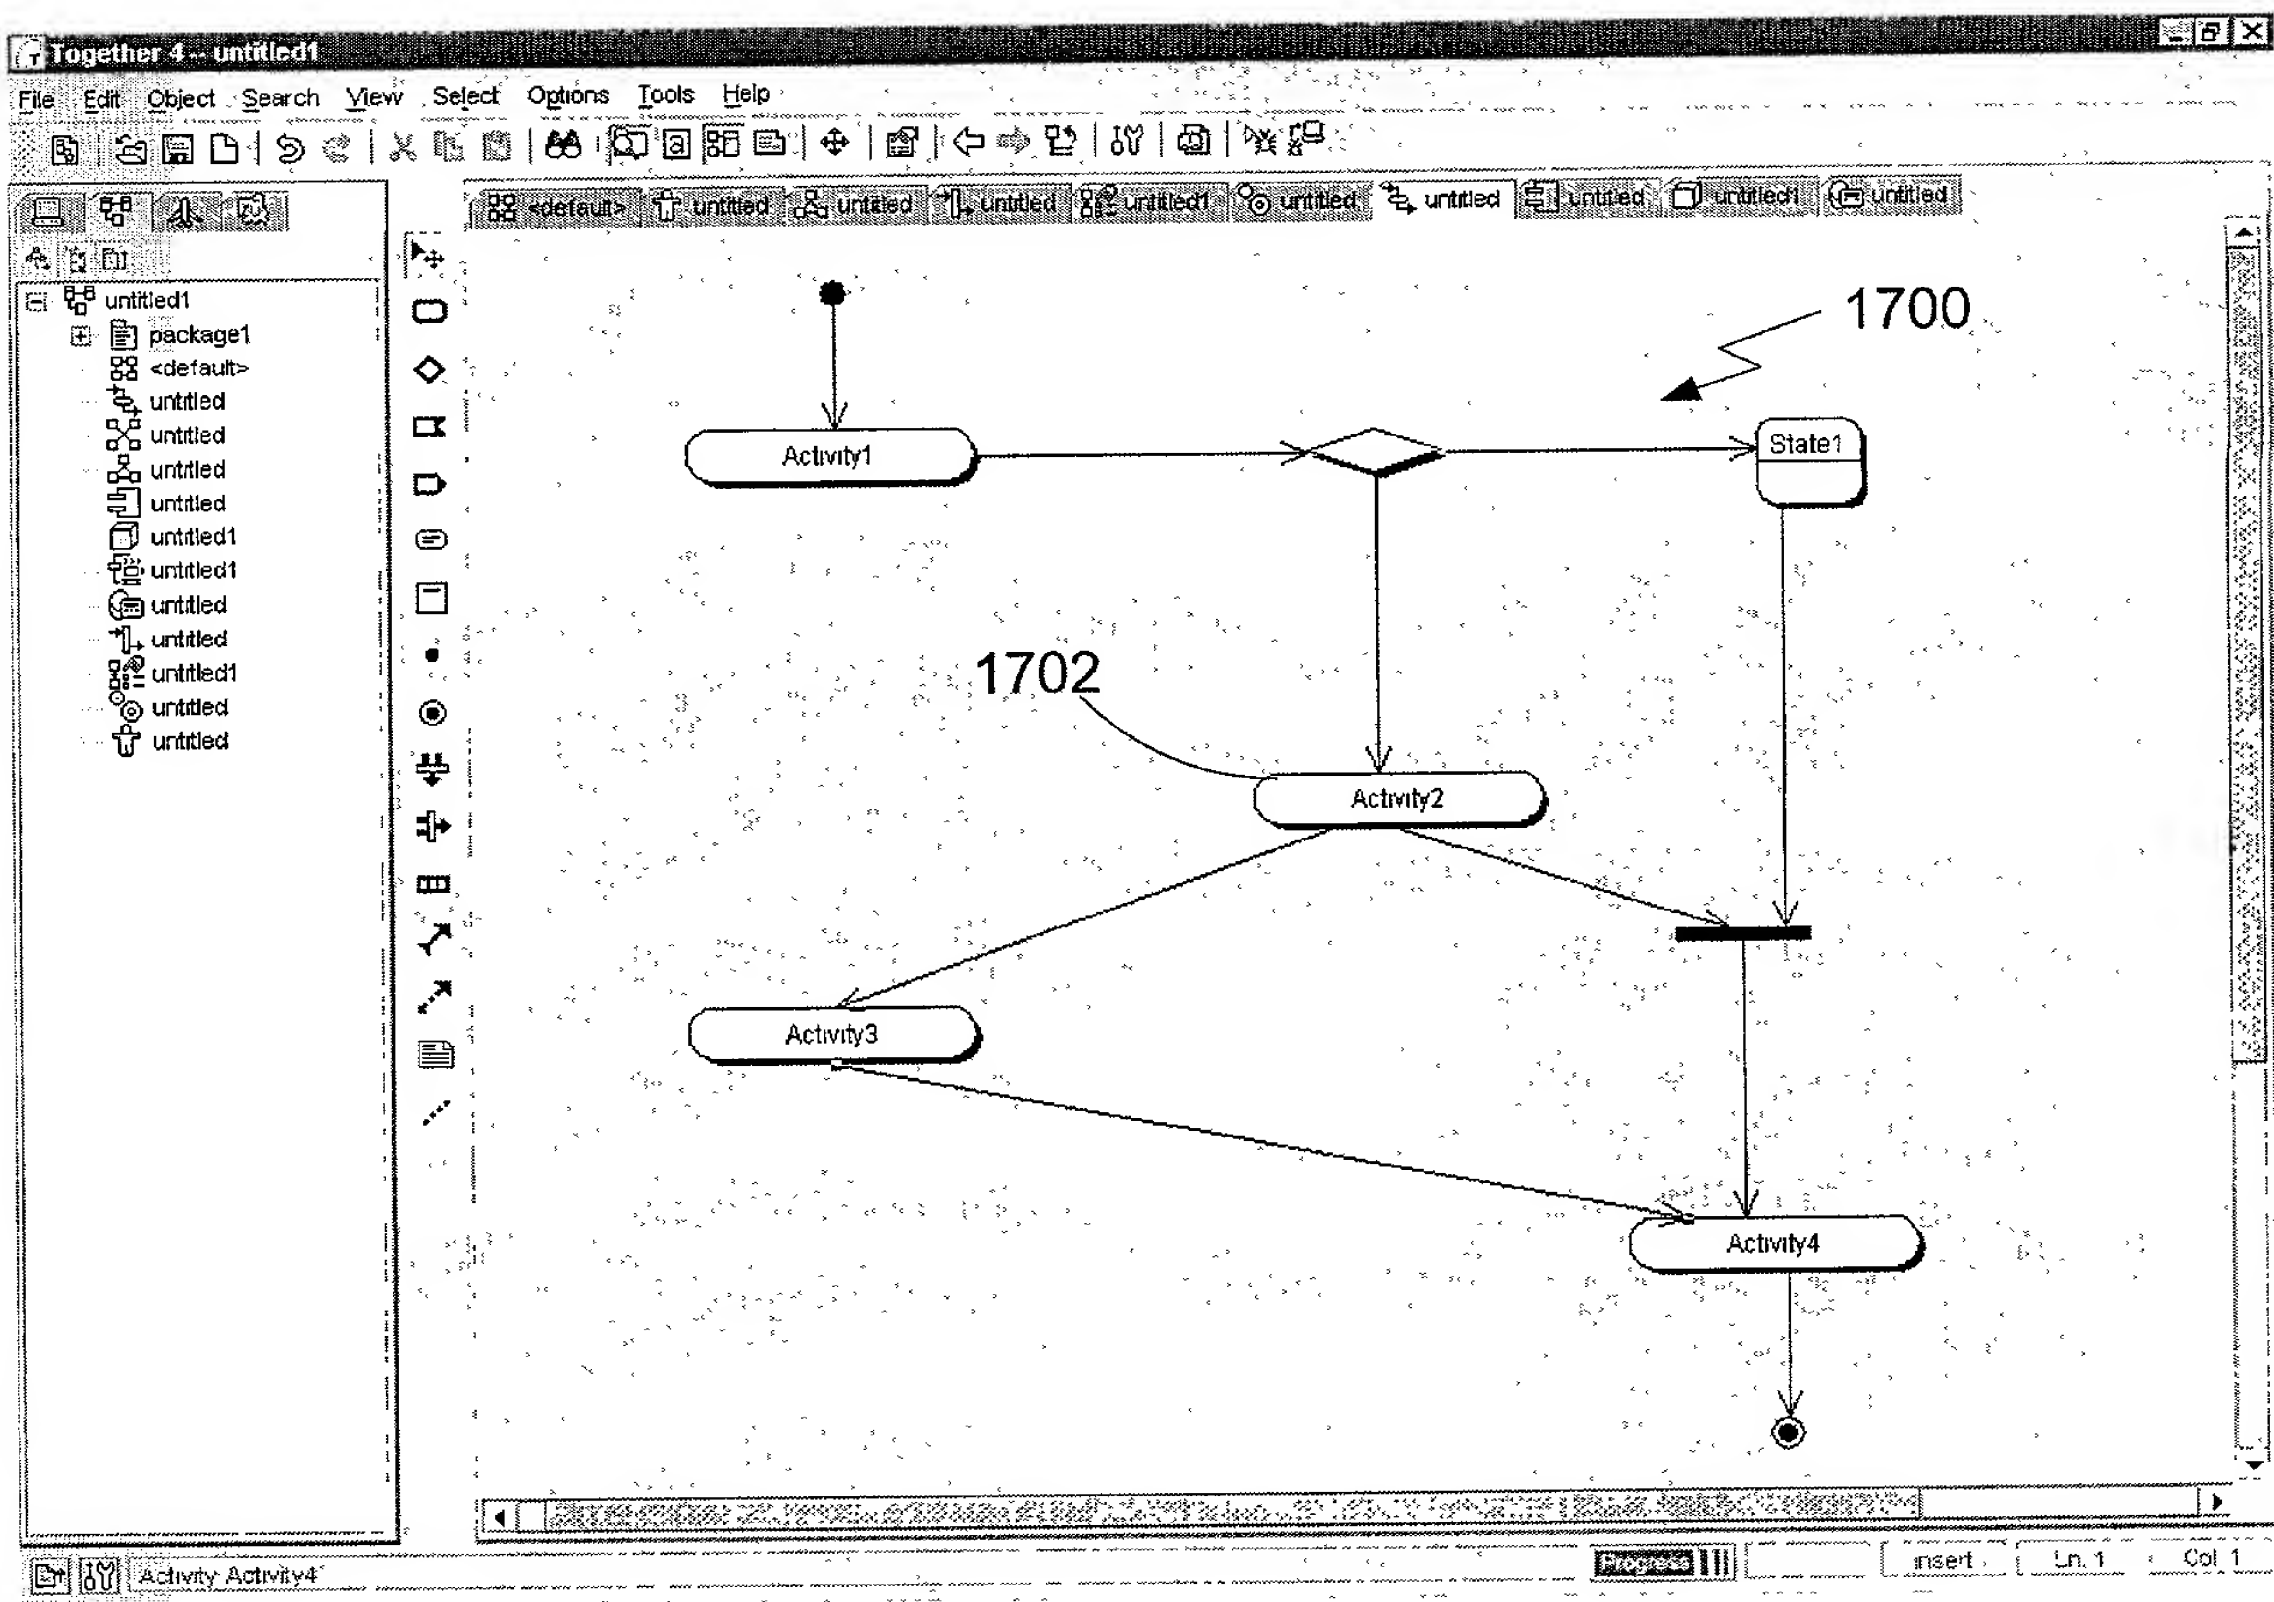 Together 4 -- untitled1
File Edit Object Search View Select Options Tools Help
<default> untitled untitled untitled untitled1 untitled untitled untitled untitled1 untitled
untitled1
package1
<default>
untitled
untitled
untitled
untitled
untitled1
untitled1
untitled
untitled
untitled1
untitled
untitled
1700
Activity1
State1
1702
Activity2
Activity3
Activity4
Activity Activity4
Progress
insert
Ln. 1
Col 1